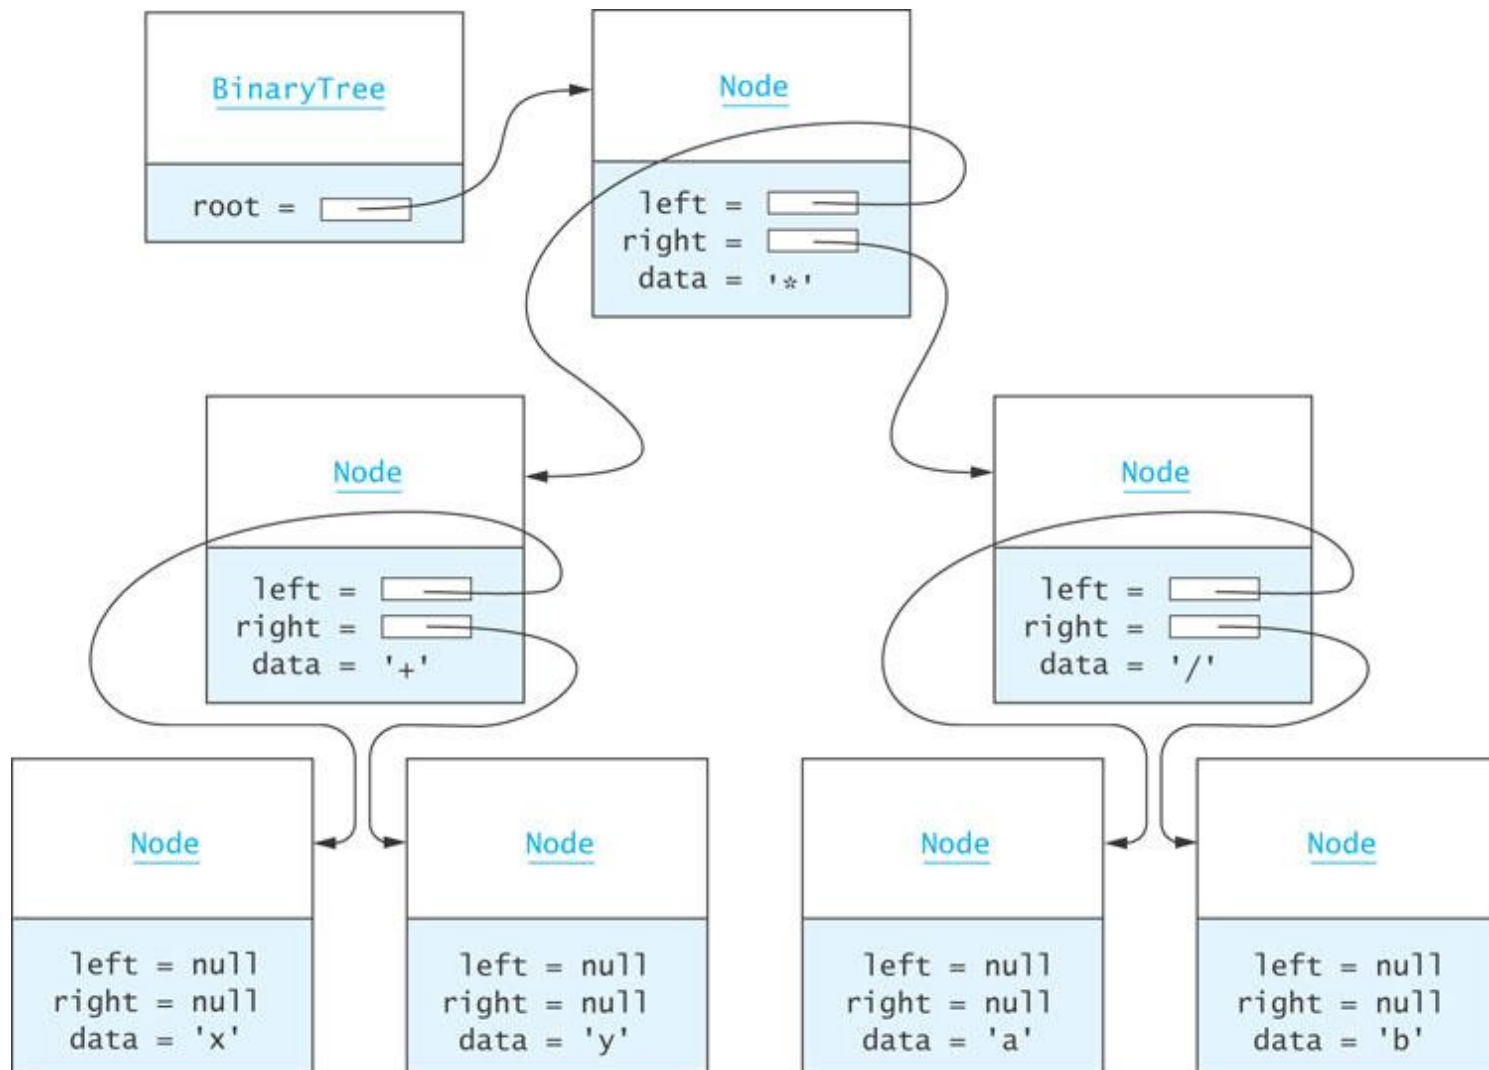 BinaryTree
root =
Node
left =
right =
data = '*'
Node
left =
right =
data = '+'
Node
left =
right =
data = '/'
Node
left = null
right = null
data = 'x'
Node
left = null
right = null
data = 'y'
Node
left = null
right = null
data = 'a'
Node
left = null
right = null
data = 'b'